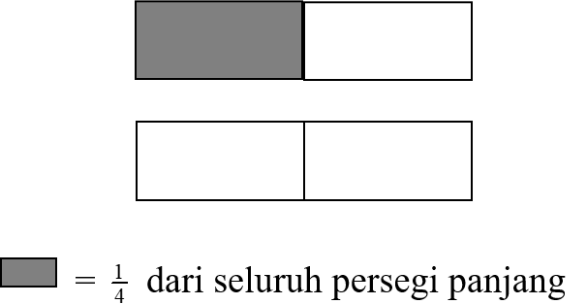 = 1/4 dari seluruh persegi panjang